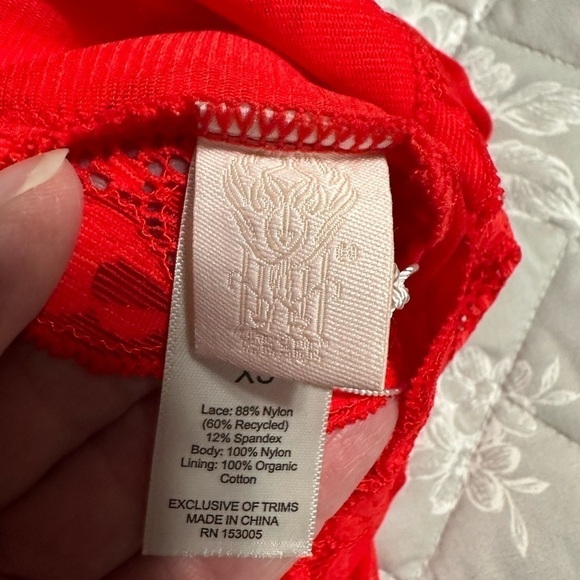 XS
Lace: 88% Nylon
(60% Recycled)
12% Spandex
Body: 100% Nylon
Lining: 100% Organic
Cotton
EXCLUSIVE OF TRIMS
MADE IN CHINA
RN 153005